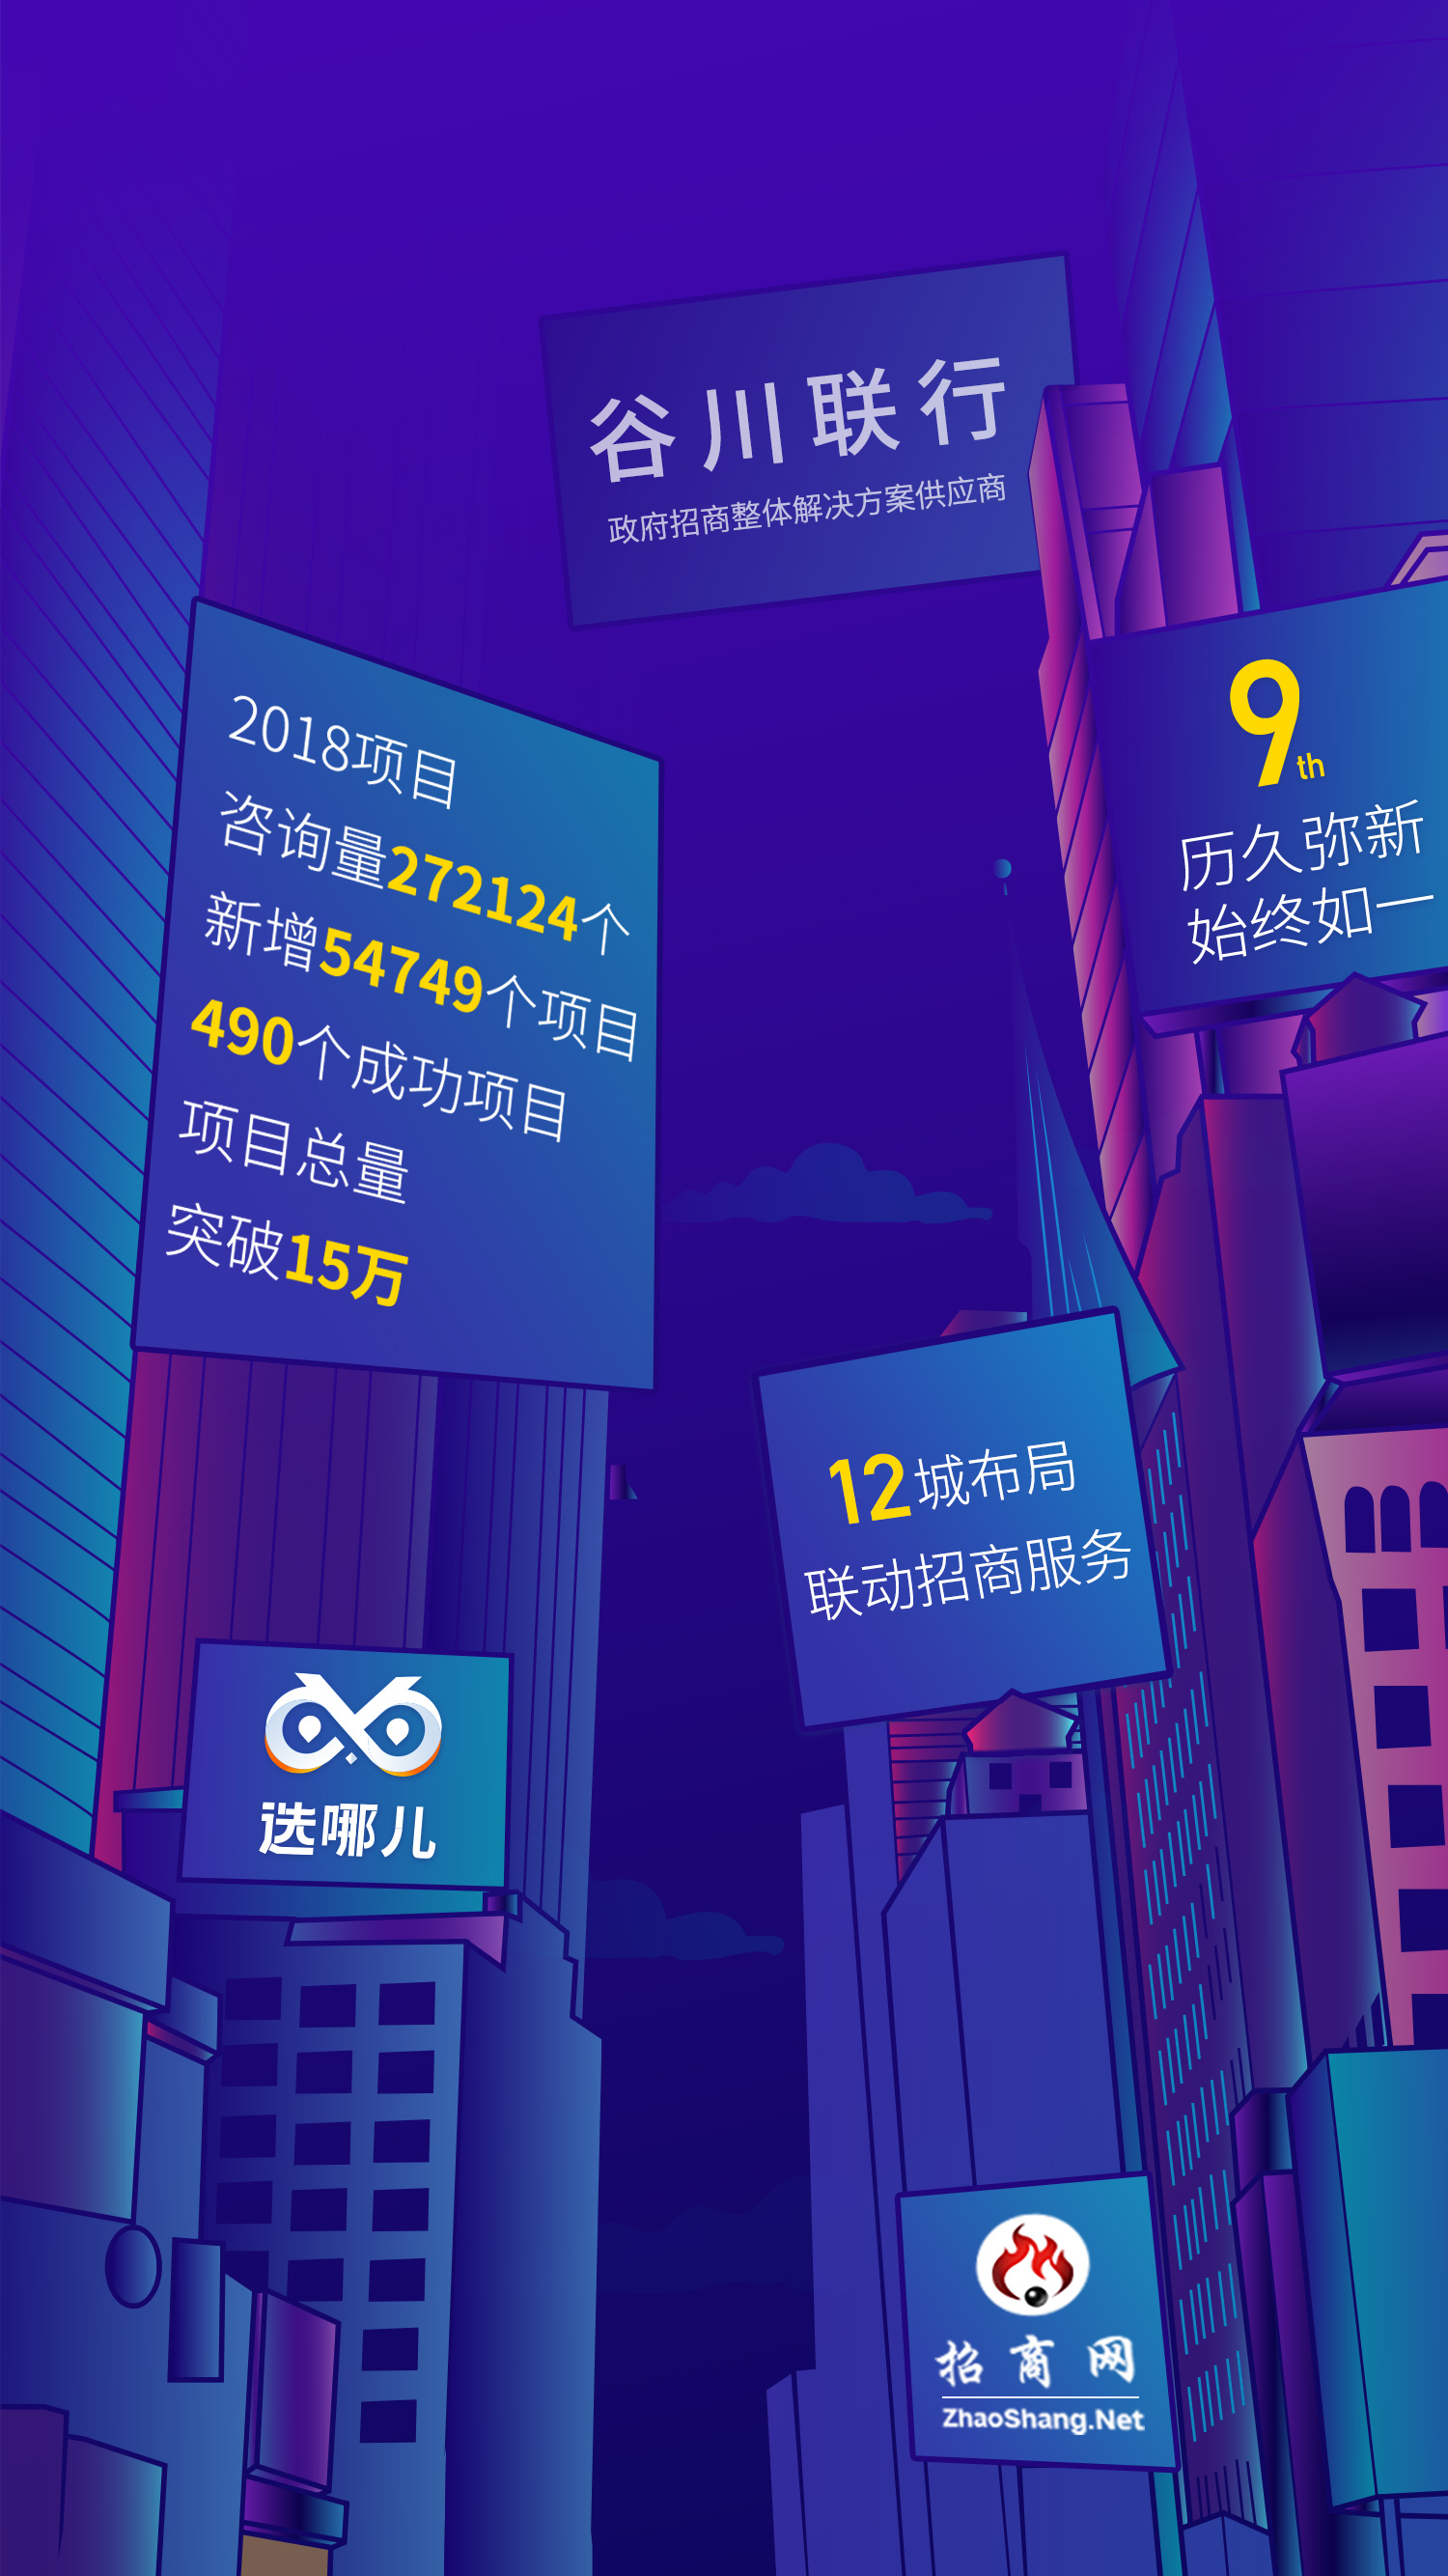 谷川联行
政府招商整体解决方案供应商
9th
历久弥新
始终如一
2018项目
咨询量272124个
新增54749个项目
490个成功项目
项目总量
突破15万
12城布局
联动招商服务
选哪儿
招商网
ZhaoShang.Net